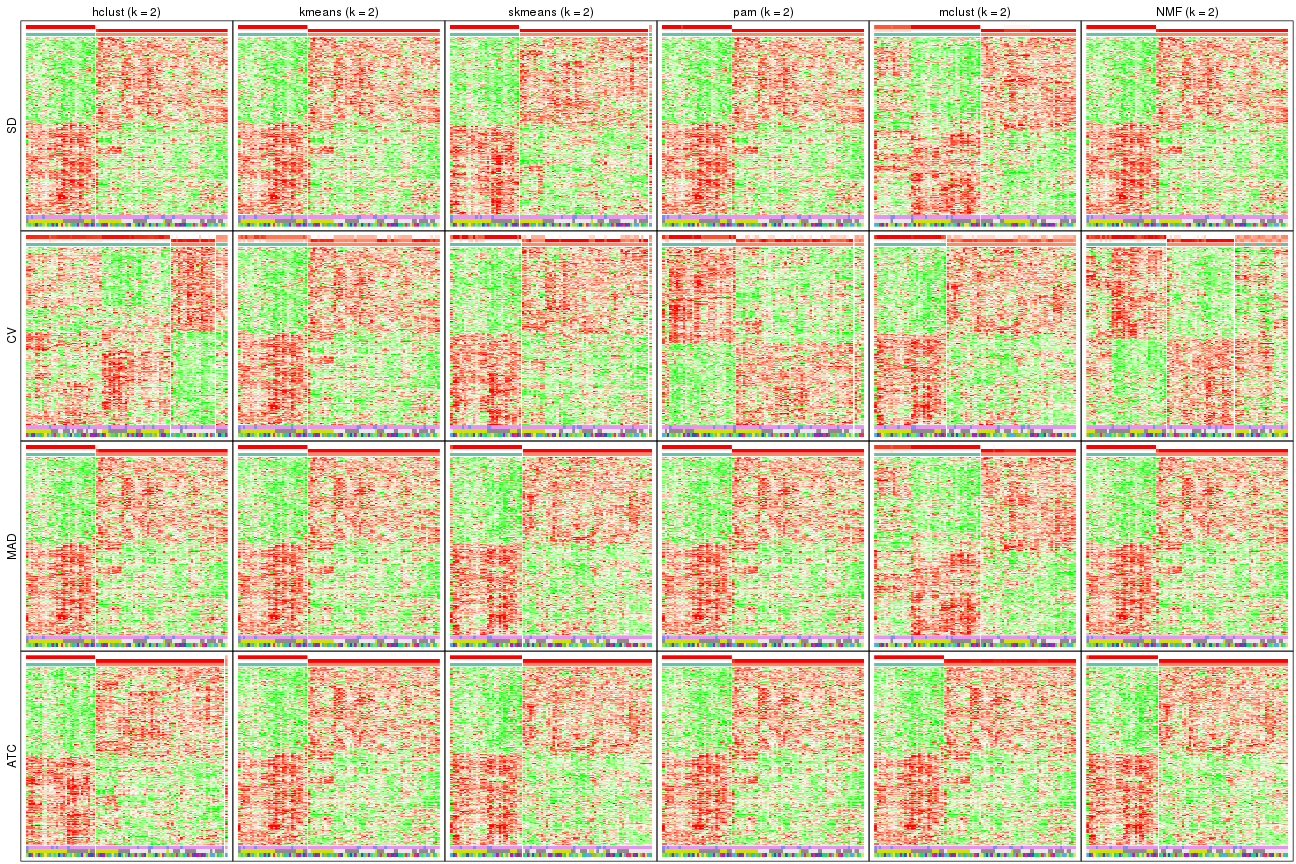 hclust (k = 2) kmeans (k = 2) skmeans (k = 2) pam (k = 2) mclust (k = 2) NMF (k = 2)
SD
CV
MAD
ATC